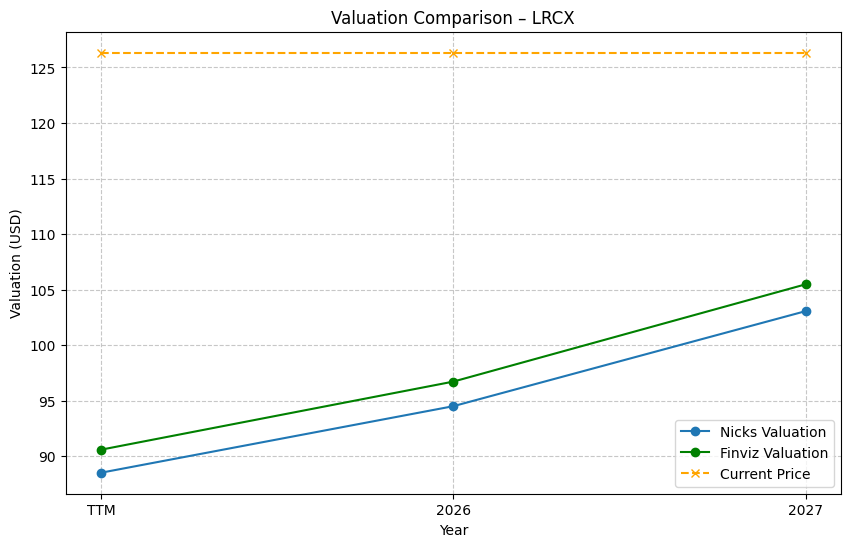 Valuation Comparison – LRCX
Valuation (USD)
125
120
115
110
105
100
95
90
TTM
2026
2027
Year
Nicks Valuation
Finviz Valuation
Current Price